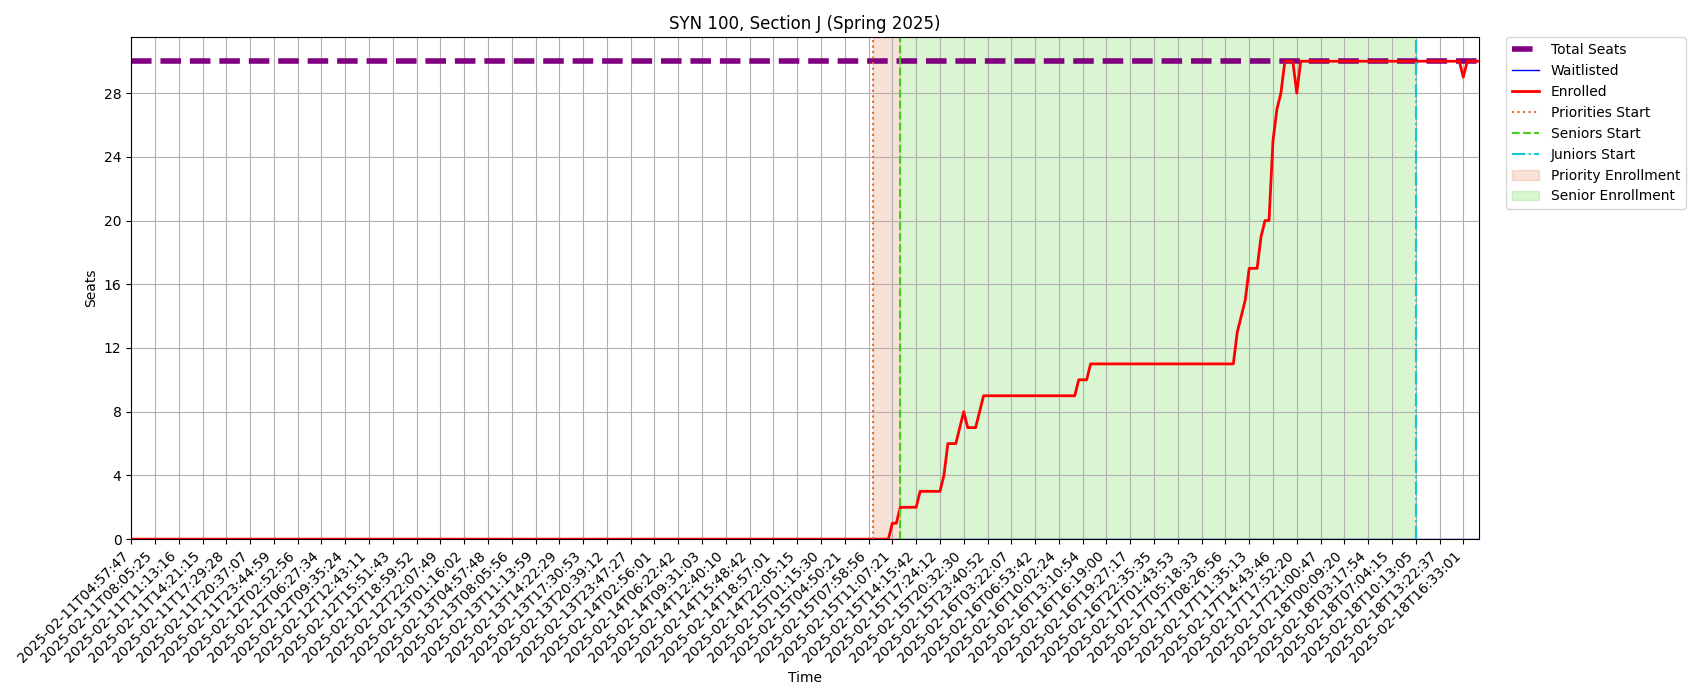 SYN 100, Section J (Spring 2025)
Total Seats
Waitlisted
Enrolled
Priorities Start
Seniors Start
Juniors Start
Priority Enrollment
Senior Enrollment
Seats
28
24
20
16
12
8
4
0
2025-02-11T04:57:47
2025-02-11T08:05:25
2025-02-11T11:13:16
2025-02-11T14:21:15
2025-02-11T17:29:28
2025-02-11T20:37:07
2025-02-11T23:44:59
2025-02-12T02:52:56
2025-02-12T06:27:34
2025-02-12T09:35:24
2025-02-12T12:43:11
2025-02-12T15:51:43
2025-02-12T18:59:52
2025-02-12T22:07:49
2025-02-13T01:16:02
2025-02-13T04:57:48
2025-02-13T08:05:56
2025-02-13T11:13:59
2025-02-13T14:22:29
2025-02-13T17:30:53
2025-02-13T20:39:12
2025-02-13T23:47:27
2025-02-14T02:56:01
2025-02-14T06:22:42
2025-02-14T09:31:03
2025-02-14T12:40:10
2025-02-14T15:48:42
2025-02-14T18:57:01
2025-02-14T22:05:15
2025-02-15T01:15:30
2025-02-15T04:50:21
2025-02-15T07:58:56
2025-02-15T11:07:21
2025-02-15T14:15:42
2025-02-15T17:24:12
2025-02-15T20:32:30
2025-02-15T23:40:52
2025-02-16T03:22:07
2025-02-16T06:53:42
2025-02-16T10:02:24
2025-02-16T13:10:54
2025-02-16T16:19:00
2025-02-16T19:27:17
2025-02-16T22:35:35
2025-02-17T01:43:53
2025-02-17T05:18:33
2025-02-17T08:26:56
2025-02-17T11:35:13
2025-02-17T14:43:46
2025-02-17T17:52:20
2025-02-17T21:00:47
2025-02-18T00:09:20
2025-02-18T03:17:54
2025-02-18T07:04:15
2025-02-18T10:13:05
2025-02-18T13:22:37
2025-02-18T16:33:01
Time